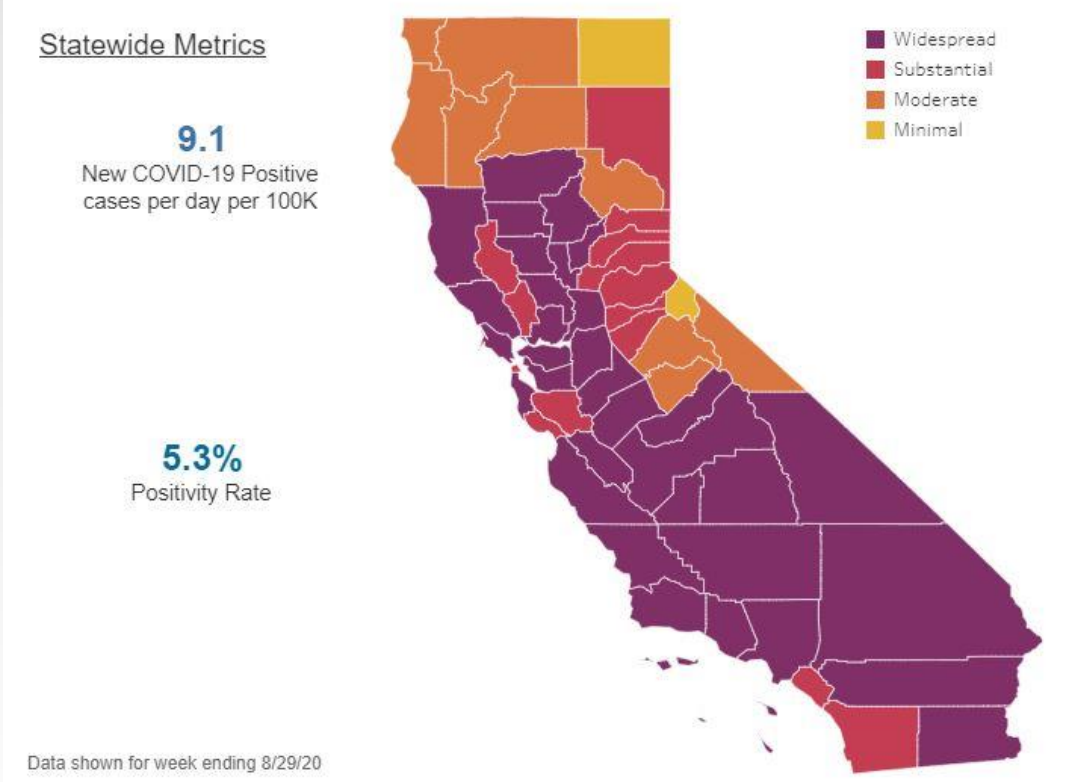 Statewide Metrics
9.1
New COVID-19 Positive
cases per day per 100K
5.3%
Positivity Rate
Data shown for week ending 8/29/20
Widespread
Substantial
Moderate
Minimal